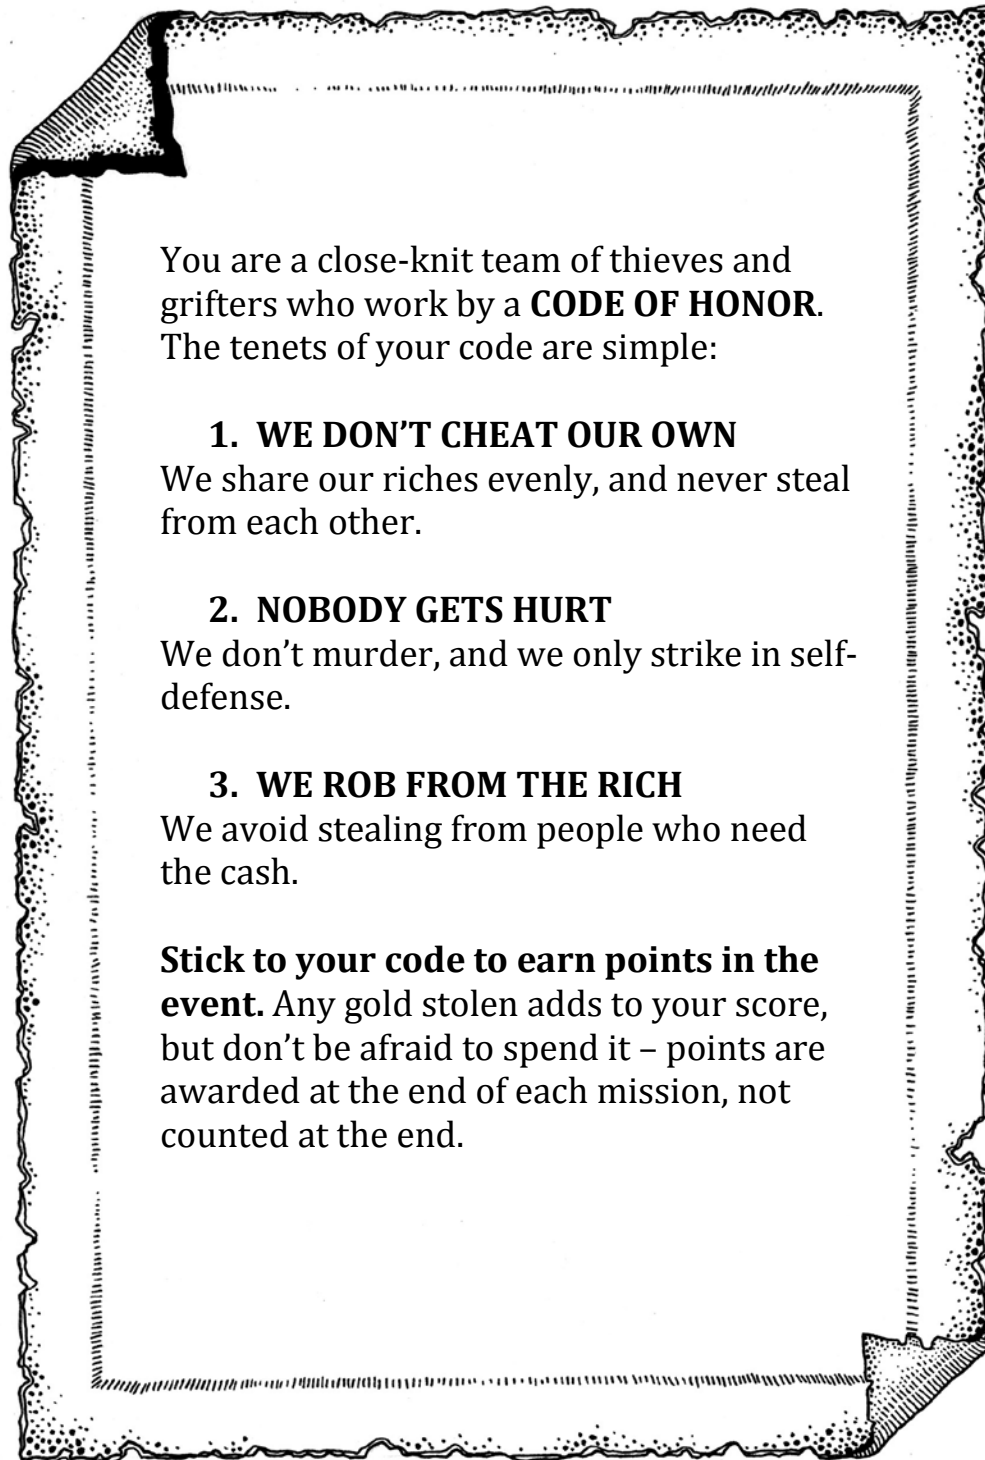 You are a close-knit team of thieves and
grifters who work by a CODE OF HONOR.
The tenets of your code are simple:
1. WE DON’T CHEAT OUR OWN
We share our riches evenly, and never steal
from each other.
2. NOBODY GETS HURT
We don’t murder, and we only strike in self-
defense.
3. WE ROB FROM THE RICH
We avoid stealing from people who need
the cash.
Stick to your code to earn points in the
event. Any gold stolen adds to your score,
but don’t be afraid to spend it – points are
awarded at the end of each mission, not
counted at the end.